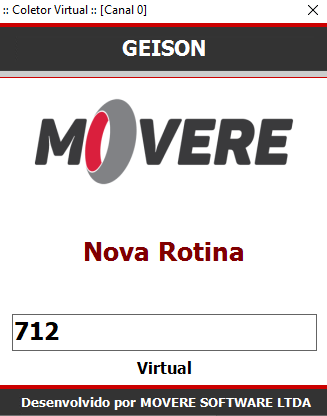 :: Coletor Virtual :: [Canal 0]
GEISON
MOVERE
Nova Rotina
712
Virtual
Desenvolvido por MOVERE SOFTWARE LTDA